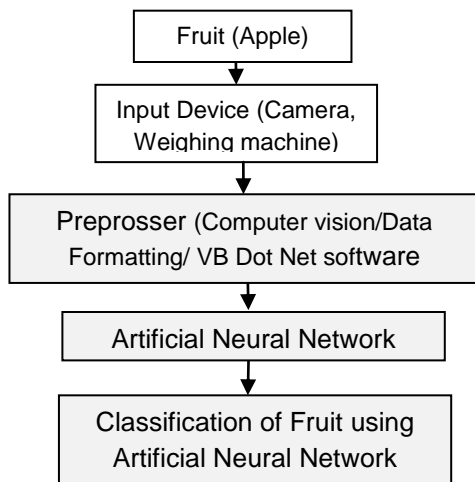 Fruit (Apple)
Input Device (Camera,
Weighing machine)
Preprosser (Computer vision/Data
Formatting/ VB Dot Net software
Artificial Neural Network
Classification of Fruit using
Artificial Neural Network